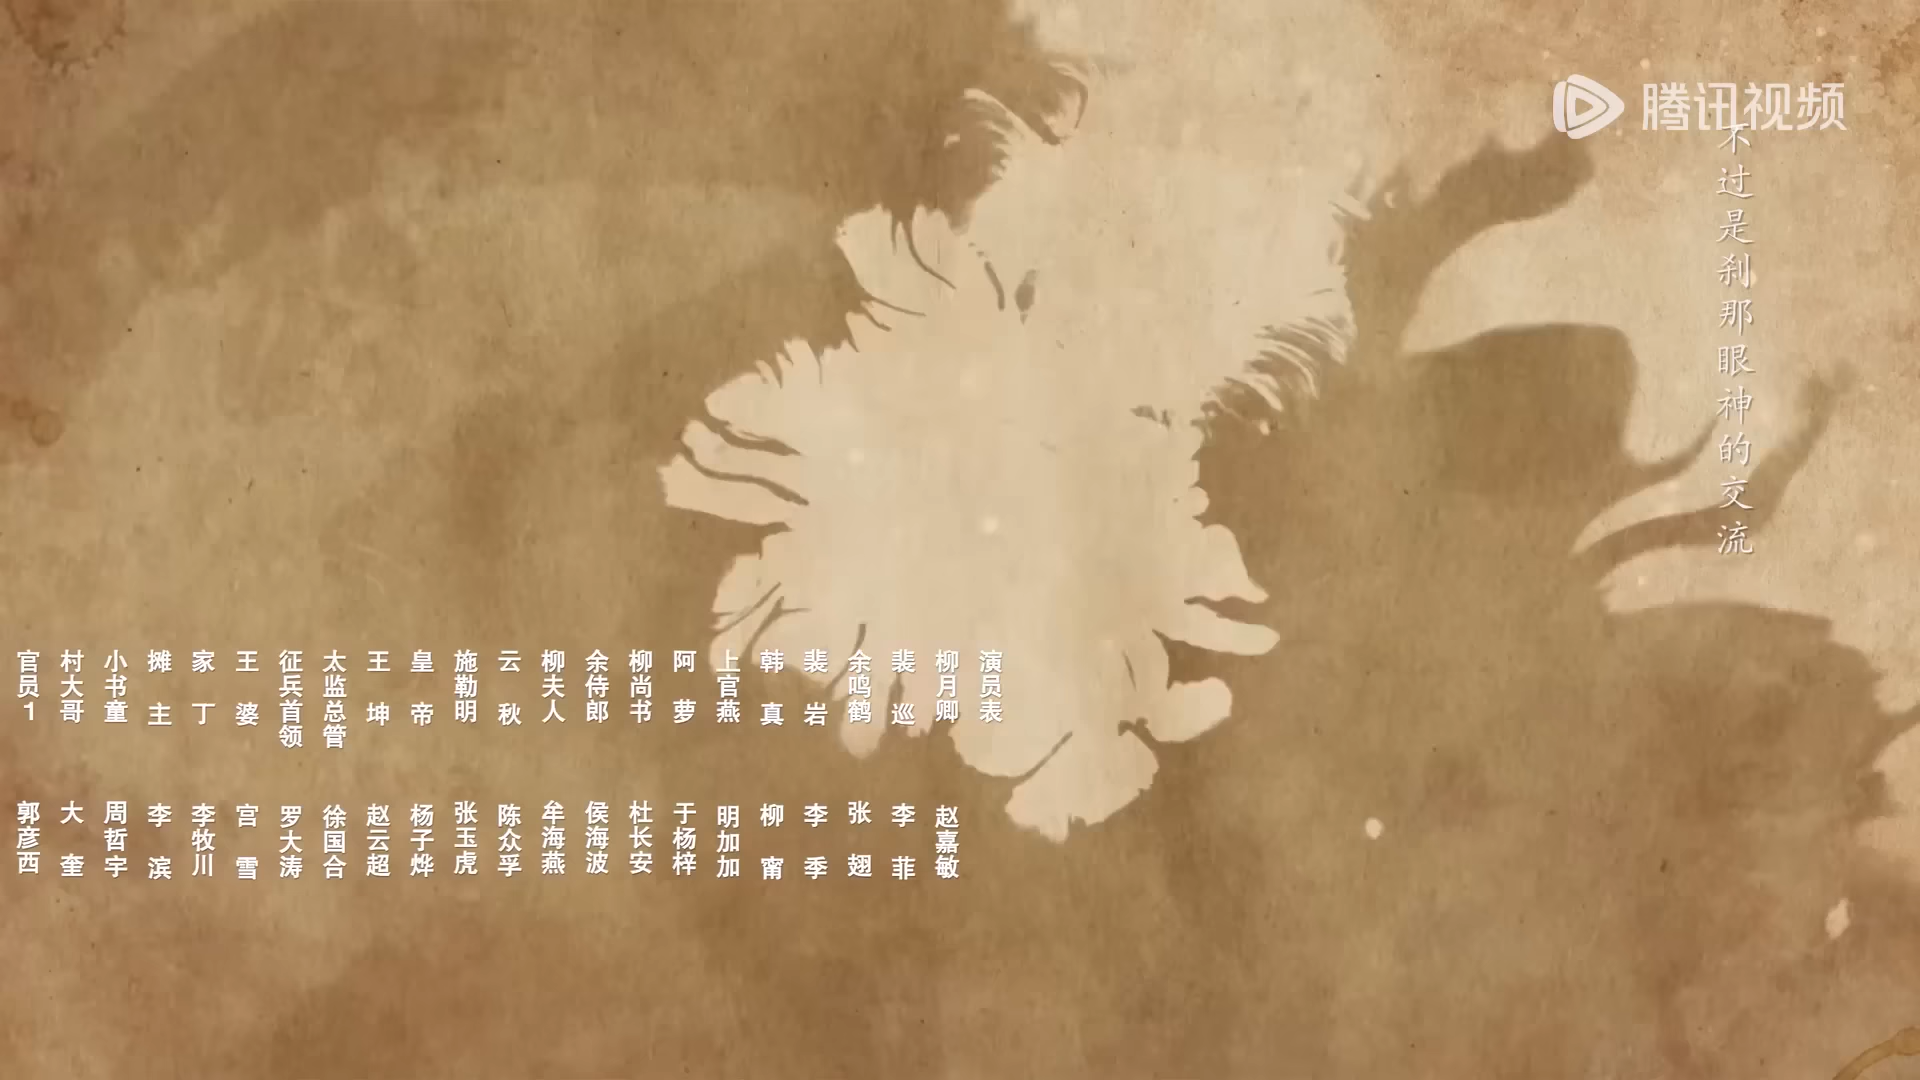 腾讯视频
不过是刹那眼神的交流
演员表
柳月卿 赵嘉敏
裴巡 李菲
余鸣鹤 张翅
裴岩 李季
韩真 柳甯
上官燕 明加加
阿萝 于杨梓
柳尚书 杜长安
余侍郎 侯海波
柳夫人 牟海燕
云秋 陈众孚
施勒明 张玉虎
皇帝 杨子烨
王坤 赵云超
太监总管 徐国合
征兵首领 罗大涛
王婆 宫雪
家丁 李牧川
摊主 李滨
小书童 周哲宇
村大哥 大奎
官员1 郭彦西